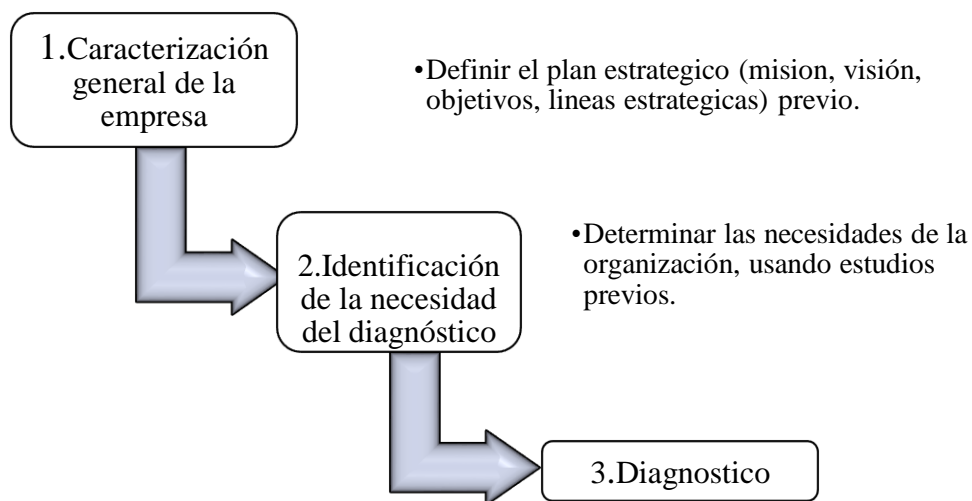 1.Caracterización
general de la
empresa
•Definir el plan estrategico (mision, visión,
objetivos, lineas estrategicas) previo.
2.Identificación
de la necesidad
del diagnóstico
•Determinar las necesidades de la
organización, usando estudios
previos.
3.Diagnostico